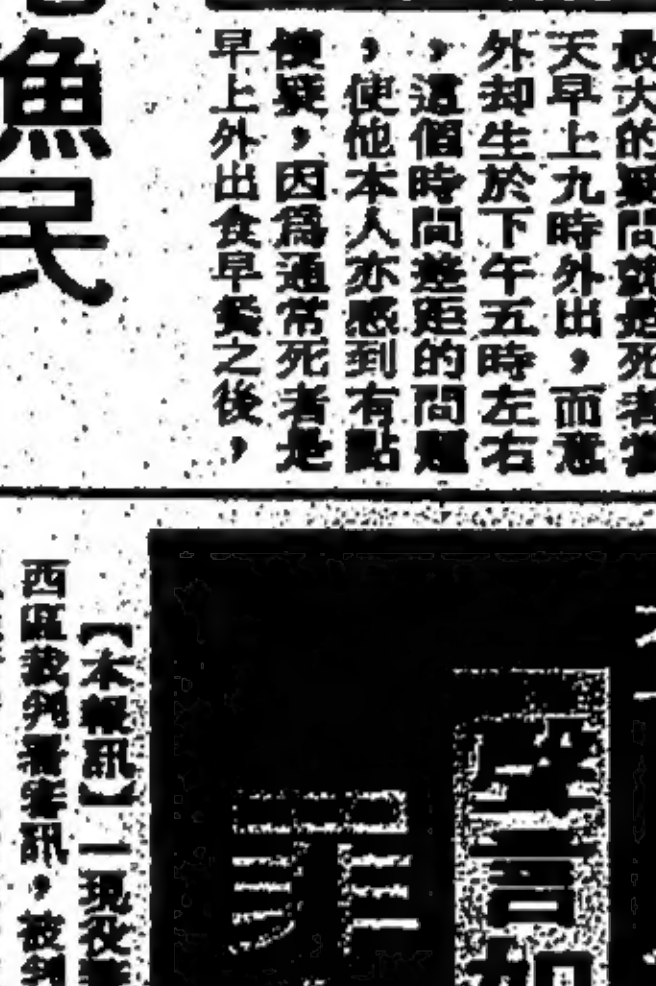 最大的疑問就是死者當
天早上九時外出，而意
外却生於下午五時左右
，這個時間差距的問題
，使他本人亦感到有點
懷疑，因爲通常死者是
早上外出食早餐之後，
漁民
罪
【本報訊】一現役
西區裁判署訊，被判